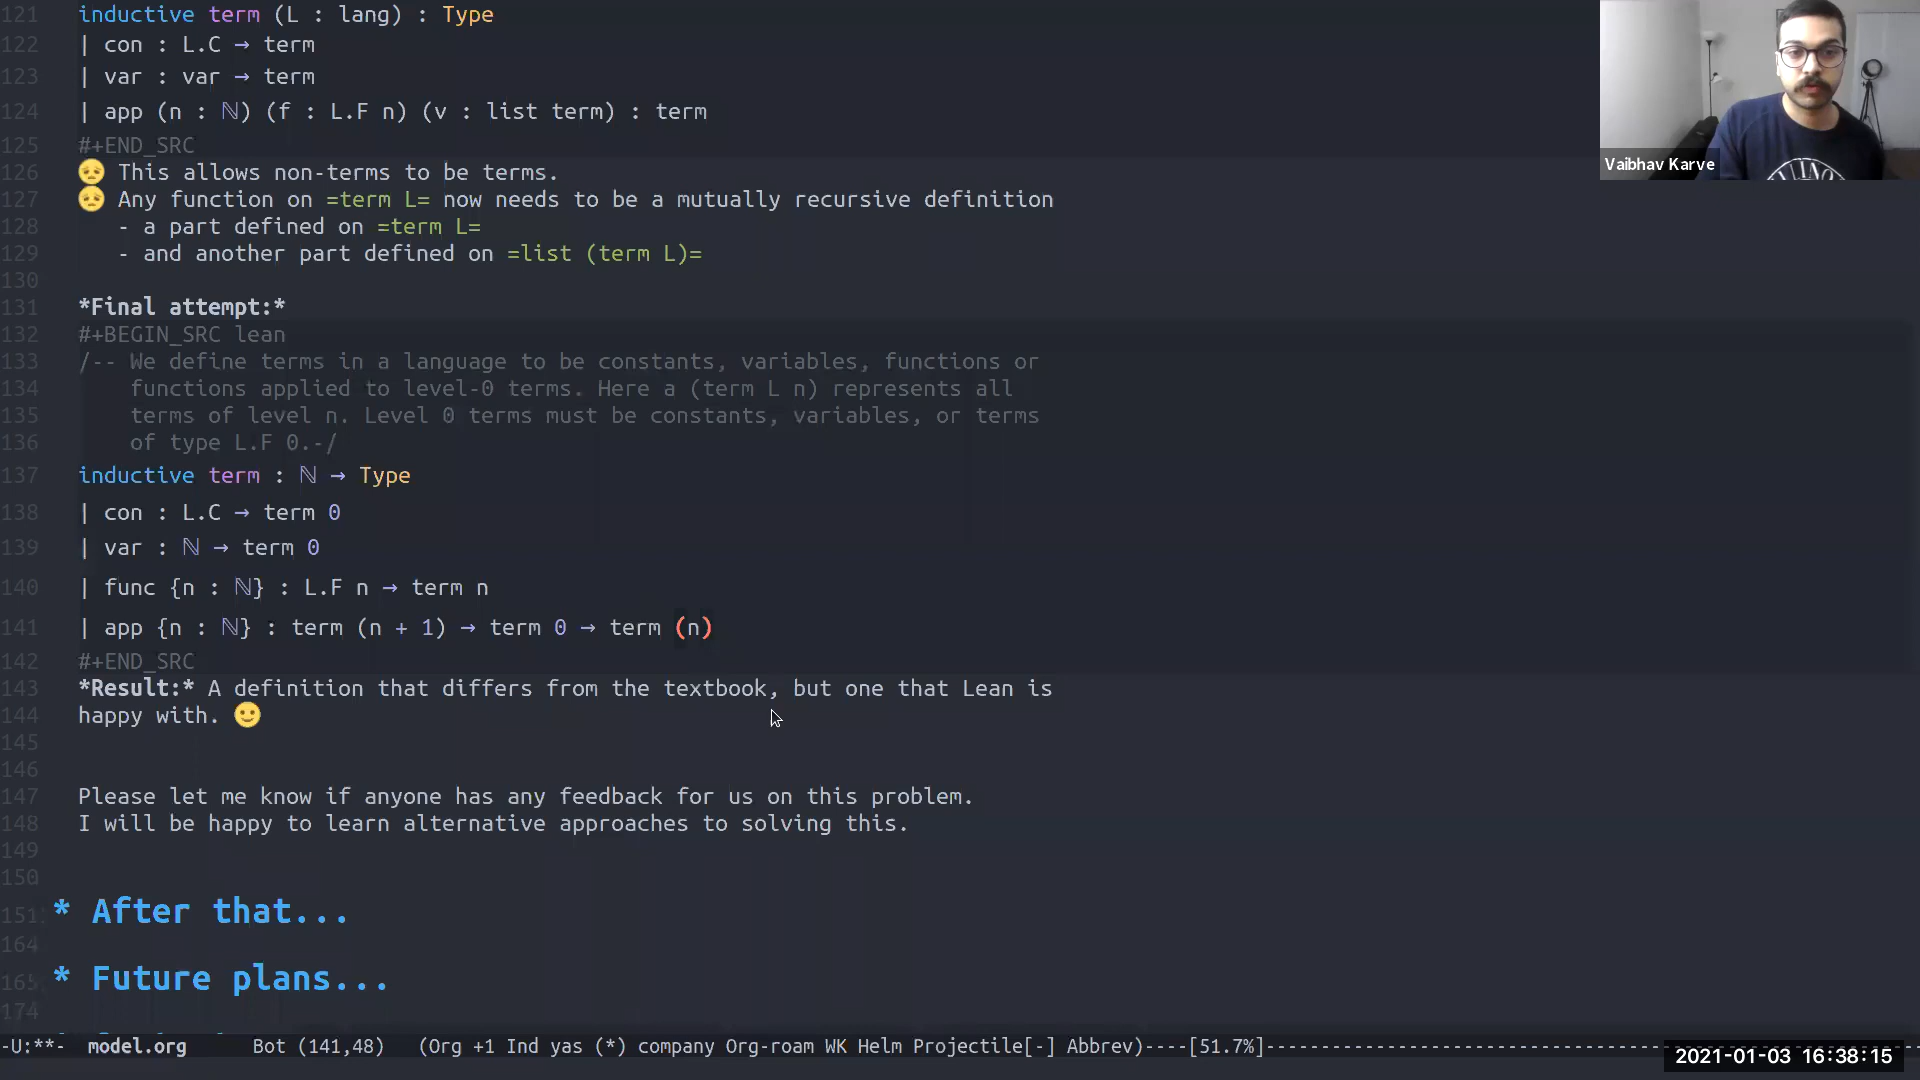 121 inductive term (L : lang) : Type
122 | con : L.C → term
123 | var : var → term
124 | app (n : ℕ) (f : L.F n) (v : list term) : term
125 #+END_SRC
126 😞 This allows non-terms to be terms.
127 😞 Any function on =term L= now needs to be a mutually recursive definition
128 - a part defined on =term L=
129 - and another part defined on =list (term L)=
130
131 *Final attempt:*
132 #+BEGIN_SRC lean
133 /-- We define terms in a language to be constants, variables, functions or
134 functions applied to level-0 terms. Here a (term L n) represents all
135 terms of level n. Level 0 terms must be constants, variables, or terms
136 of type L.F 0.-/
137 inductive term : ℕ → Type
138 | con : L.C → term 0
139 | var : ℕ → term 0
140 | func {n : ℕ} : L.F n → term n
141 | app {n : ℕ} : term (n + 1) → term 0 → term (n)
142 #+END_SRC
143 *Result:* A definition that differs from the textbook, but one that Lean is
144 happy with. 🙂
145
146
147 Please let me know if anyone has any feedback for us on this problem.
148 I will be happy to learn alternative approaches to solving this.
149
150
151 * After that...
164
165 * Future plans...
174
-U:**- model.org Bot (141,48) (Org +1 Ind yas (*) company Org-roam WK Helm Projectile[-] Abbrev)----[51.7%]--------------------------------------------------
Vaibhav Karve
2021-01-03 16:38:15